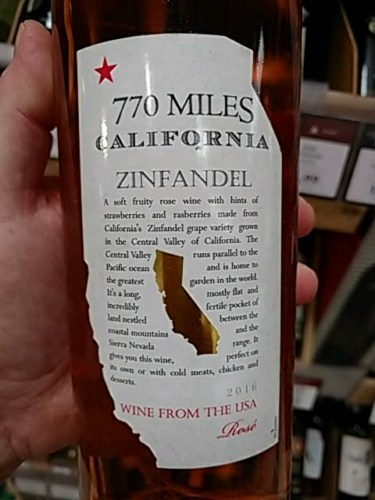 770 MILES
CALIFORNIA
ZINFANDEL
A soft fruity rose wine with hints of
strawberries and rasberries made from
California's Zinfandel grape variety grown
in the Central Valley of California. The
Central Valley runs parallel to the
Pacific ocean and is home to
the greatest garden in the world.
It's a long, mostly flat and
incredibly fertile pocket of
land nestled between the
coastal mountains and the
Sierra Nevada range. It
gives you this wine, perfect on
its own or with cold meats, chicken and
desserts.
2016
WINE FROM THE USA
Rosé